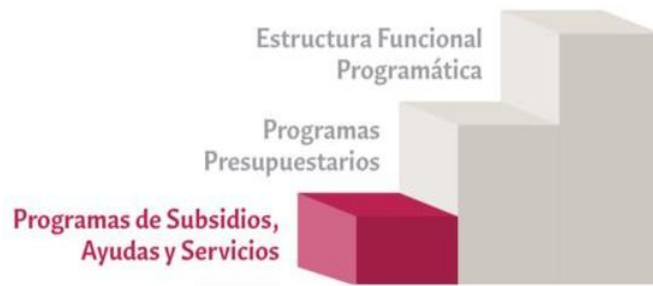 Estructura Funcional
Programática
Programas
Presupuestarios
Programas de Subsidios,
Ayudas y Servicios